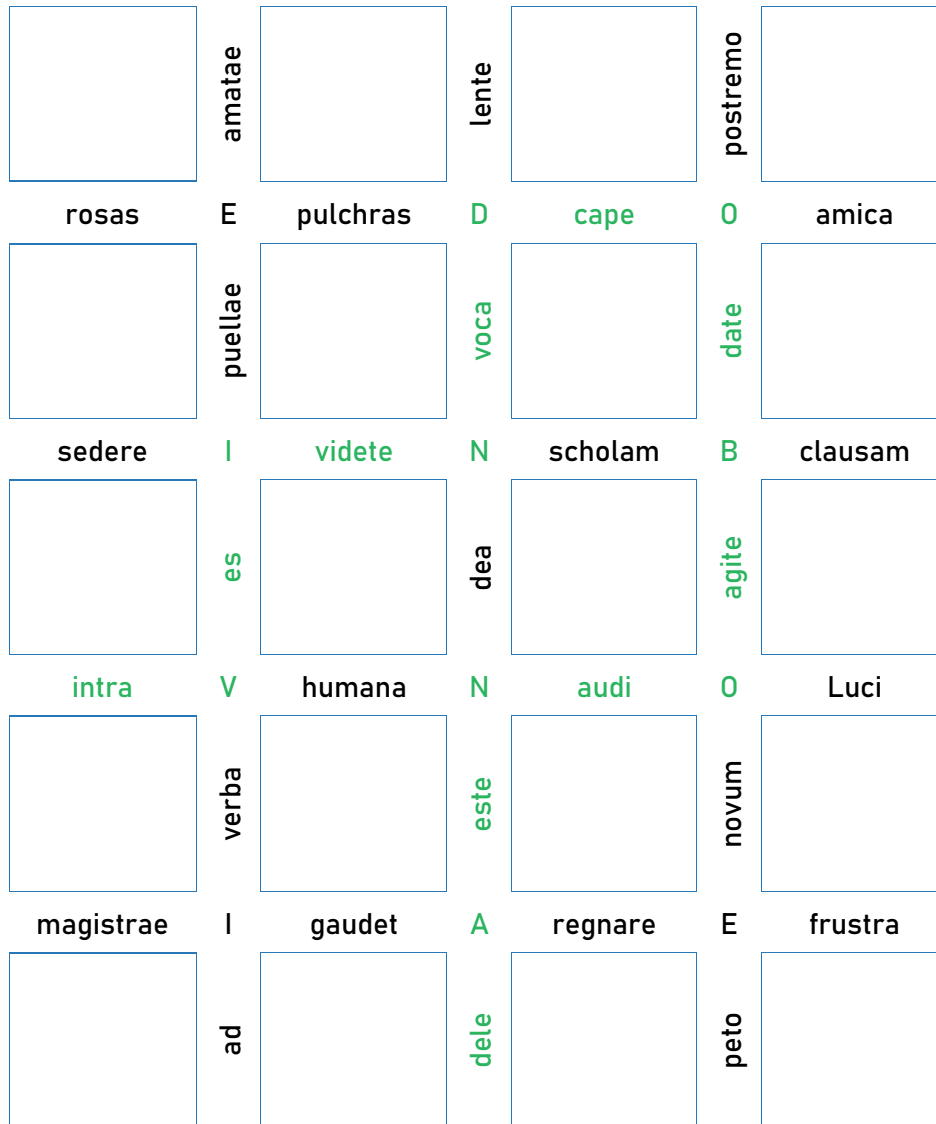 amatae lente postremo
rosas E pulchras D cape O amica
puellae voca date
sedere I videte N scholam B clausam
es dea agite
intra V humana N audi O Luci
verba este novum
magistrae I gaudet A regnare E frustra
ad dele peto